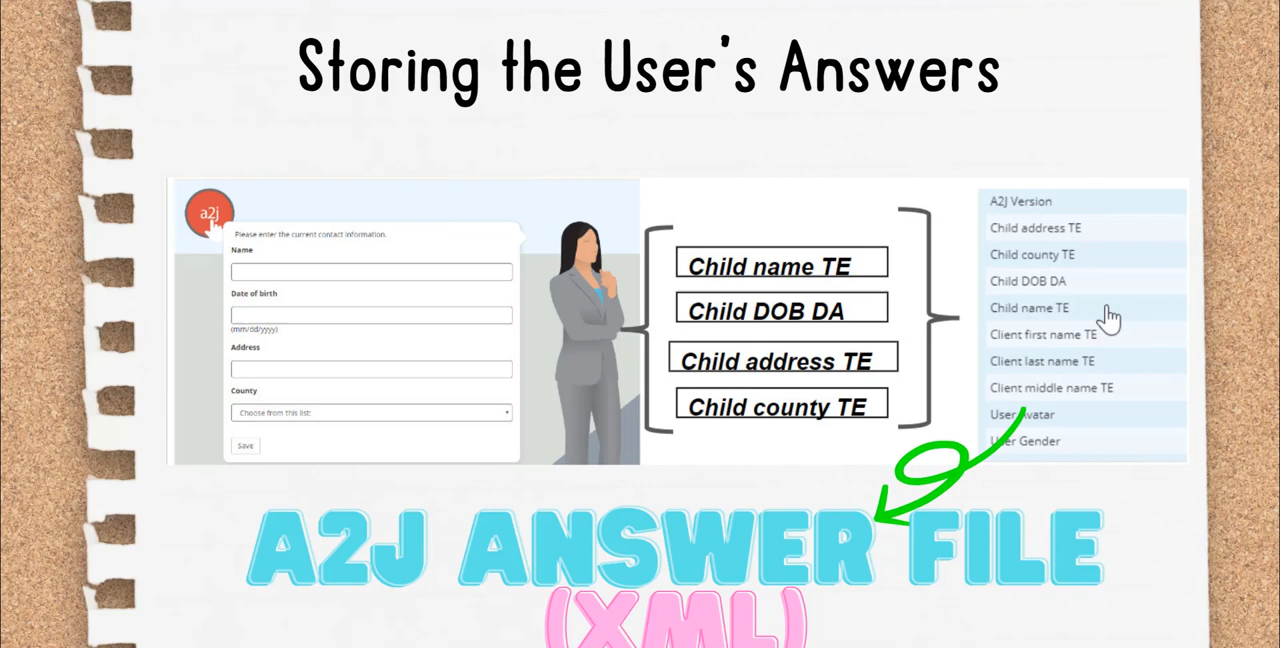 Storing the User's Answers
a2j
Please enter the current contact information.
Name
Date of birth
(mm/dd/yyyy)
Address
County
Choose from this list:
Save
Child name TE
Child DOB DA
Child address TE
Child county TE
A2J Version
Child address TE
Child county TE
Child DOB DA
Child name TE
Client first name TE
Client last name TE
Client middle name TE
User Avatar
User Gender
A2J ANSWER FILE
(XML)